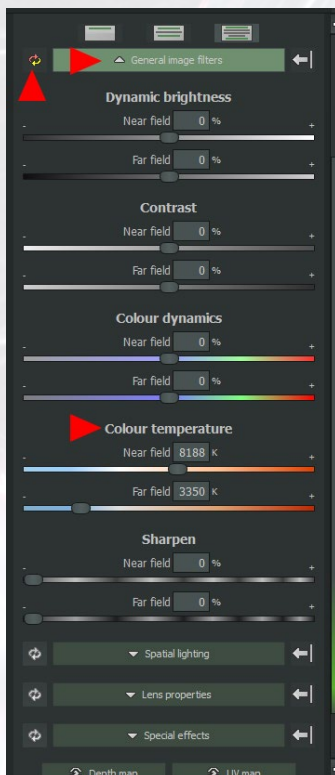 General image filters
Dynamic brightness
Near field 0 %
- +
Far field 0 %
- +
Contrast
Near field 0 %
- +
Far field 0 %
- +
Colour dynamics
Near field 0 %
- +
Far field 0 %
- +
Colour temperature
Near field 8188 K
- +
Far field 3350 K
- +
Sharpen
Near field 0 %
- +
Far field 0 %
- +
Spatial lighting
Lens properties
Special effects
Depth map UV map